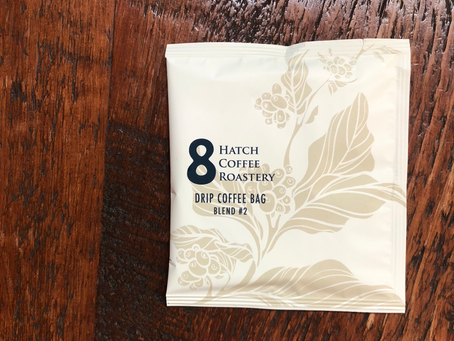 8 Hatch
Coffee
Roastery
DRIP COFFEE BAG
BLEND #2